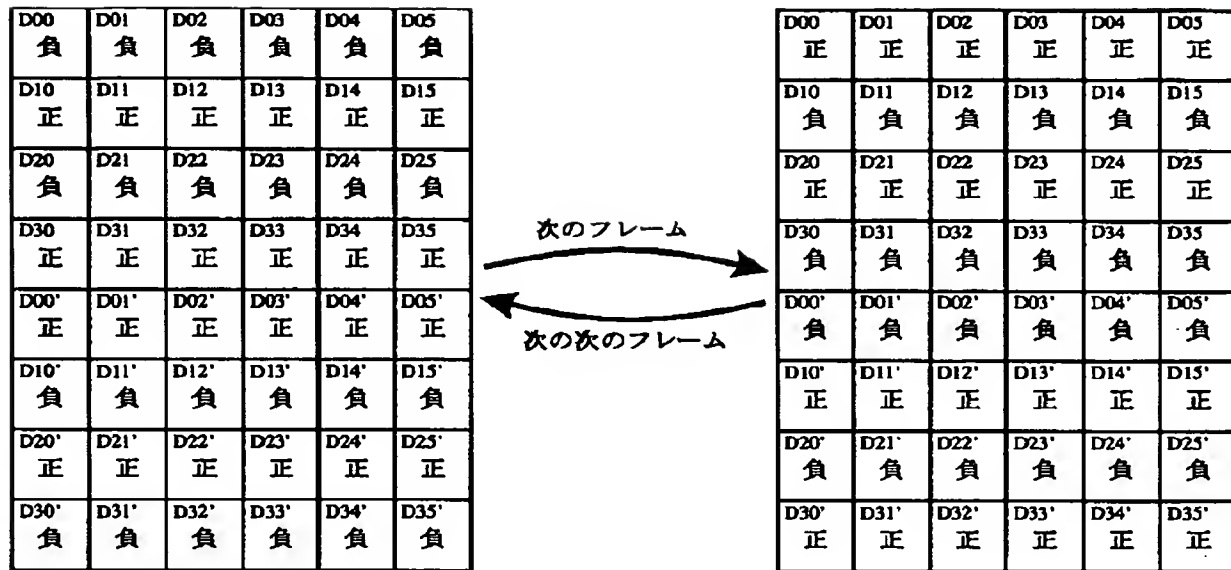 D00 D01 D02 D03 D04 D05
負 負 負 負 負 負
D10 D11 D12 D13 D14 D15
正 正 正 正 正 正
D20 D21 D22 D23 D24 D25
負 負 負 負 負 負
D30 D31 D32 D33 D34 D35
正 正 正 正 正 正
D00' D01' D02' D03' D04' D05'
正 正 正 正 正 正
D10' D11' D12' D13' D14' D15'
負 負 負 負 負 負
D20' D21' D22' D23' D24' D25'
正 正 正 正 正 正
D30' D31' D32' D33' D34' D35'
負 負 負 負 負 負
次のフレーム
次の次のフレーム
D00 D01 D02 D03 D04 D05
正 正 正 正 正 正
D10 D11 D12 D13 D14 D15
負 負 負 負 負 負
D20 D21 D22 D23 D24 D25
正 正 正 正 正 正
D30 D31 D32 D33 D34 D35
負 負 負 負 負 負
D00' D01' D02' D03' D04' D05'
負 負 負 負 負 負
D10' D11' D12' D13' D14' D15'
正 正 正 正 正 正
D20' D21' D22' D23' D24' D25'
負 負 負 負 負 負
D30' D31' D32' D33' D34' D35'
正 正 正 正 正 正